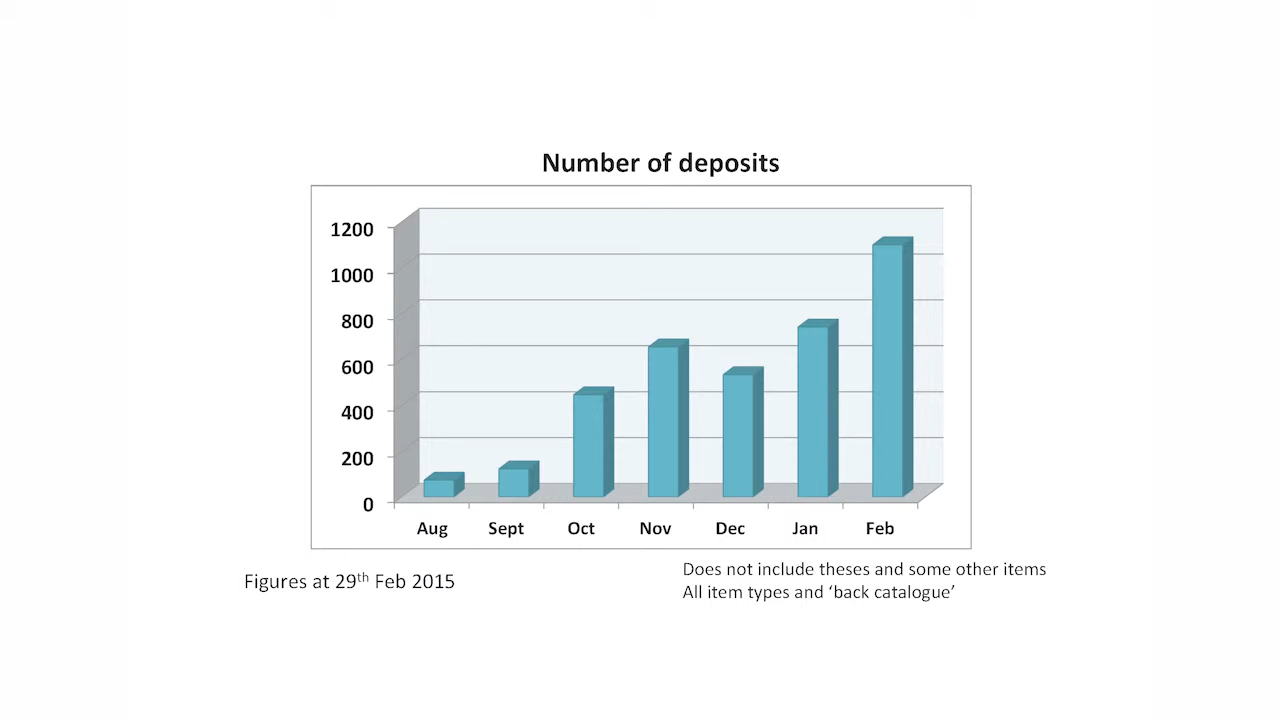 Number of deposits
1200
1000
800
600
400
200
0
Aug Sept Oct Nov Dec Jan Feb
Figures at 29th Feb 2015
Does not include theses and some other items
All item types and ‘back catalogue’